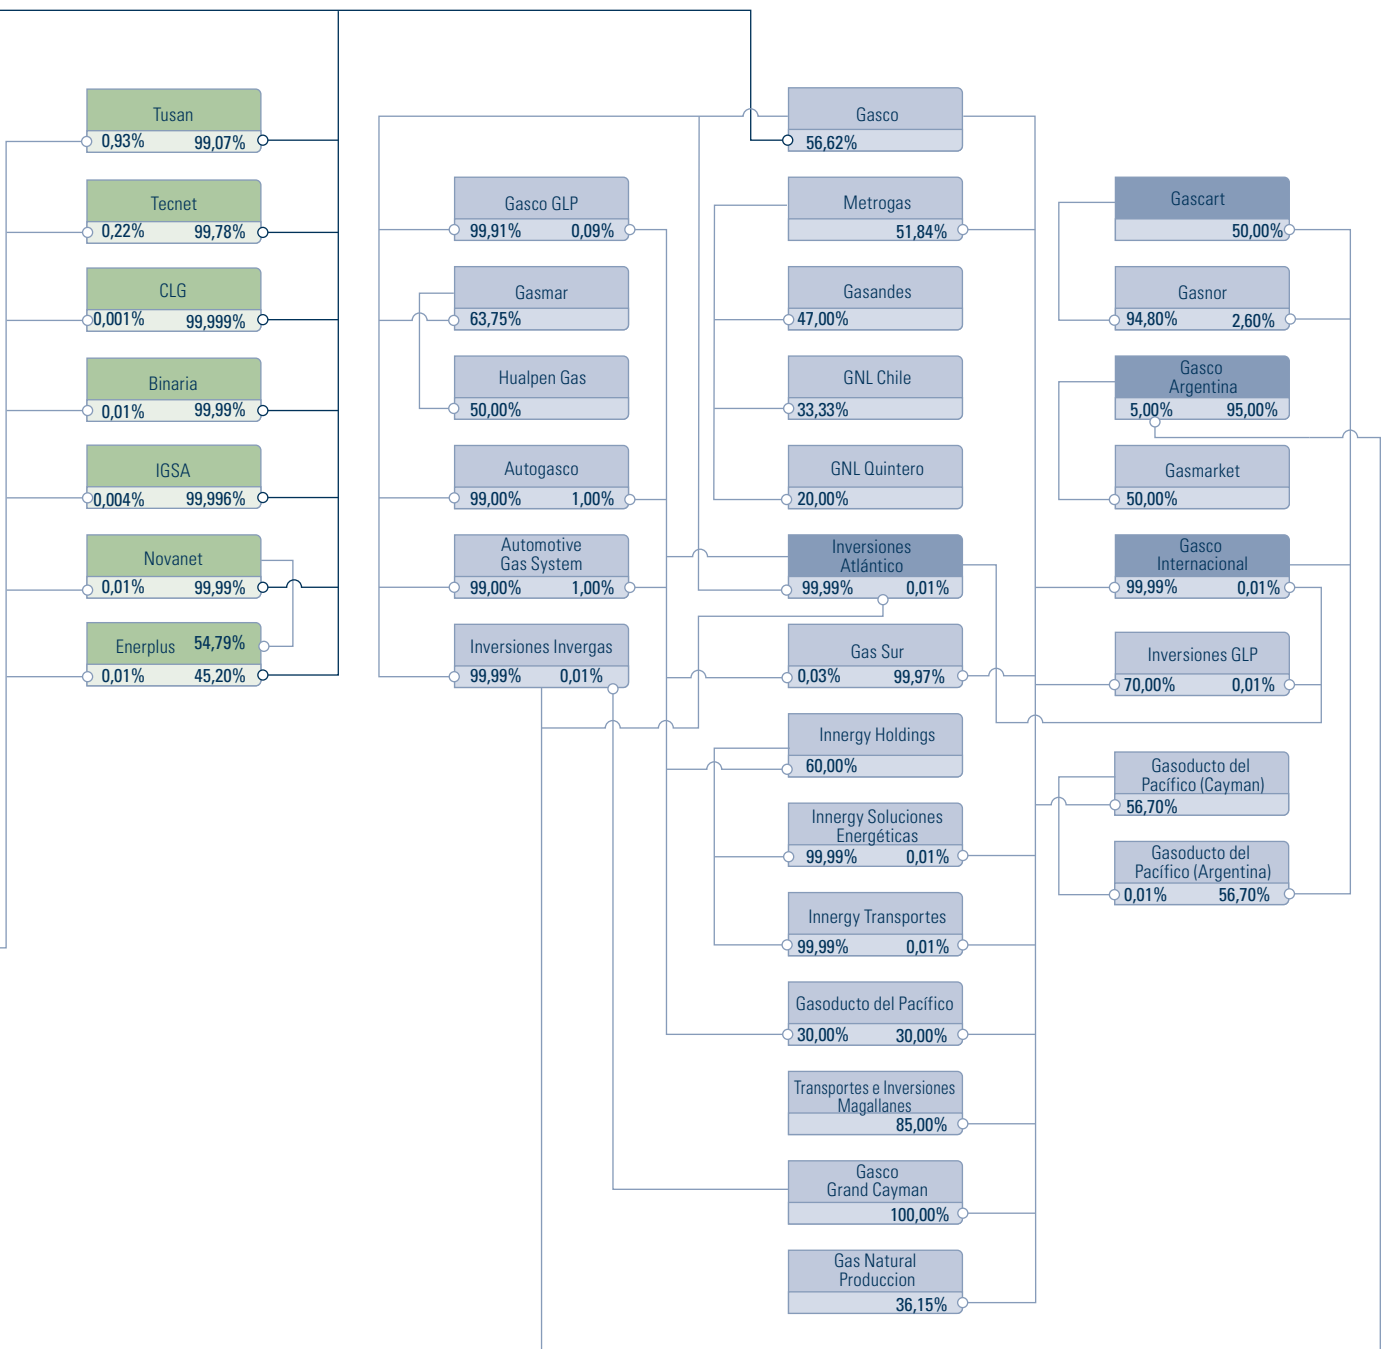 Tusan
0,93% 99,07%
Tecnet
0,22% 99,78%
CLG
0,001% 99,999%
Binaria
0,01% 99,99%
IGSA
0,004% 99,996%
Novanet
0,01% 99,99%
Enerplus 54,79%
0,01% 45,20%
Gasco GLP
99,91% 0,09%
Gasmar
63,75%
Hualpen Gas
50,00%
Autogasco
99,00% 1,00%
Automotive
Gas System
99,00% 1,00%
Inversiones Invergas
99,99% 0,01%
Gasco
56,62%
Metrogas
51,84%
Gasandes
47,00%
GNL Chile
33,33%
GNL Quintero
20,00%
Inversiones
Atlántico
99,99% 0,01%
Gas Sur
0,03% 99,97%
Innergy Holdings
60,00%
Innergy Soluciones
Energéticas
99,99% 0,01%
Innergy Transportes
99,99% 0,01%
Gasoducto del Pacífico
30,00% 30,00%
Transportes e Inversiones
Magallanes
85,00%
Gasco
Grand Cayman
100,00%
Gas Natural
Produccion
36,15%
Gascart
50,00%
Gasnor
94,80% 2,60%
Gasco
Argentina
5,00% 95,00%
Gasmarket
50,00%
Gasco
Internacional
99,99% 0,01%
Inversiones GLP
70,00% 0,01%
Gasoducto del
Pacífico (Cayman)
56,70%
Gasoducto del
Pacífico (Argentina)
0,01% 56,70%